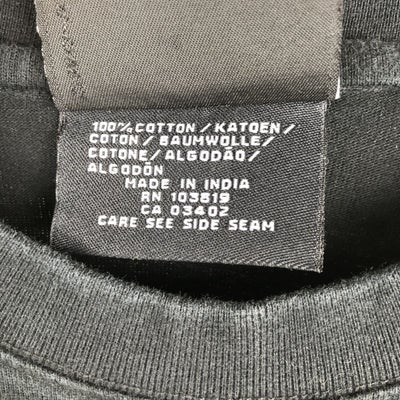 100% COTTON / KATOEN /
COTON / BAUMWOLLE /
COTONE / ALGODÃO /
ALGODÓN
MADE IN INDIA
RN 103819
CA 03402
CARE SEE SIDE SEAM